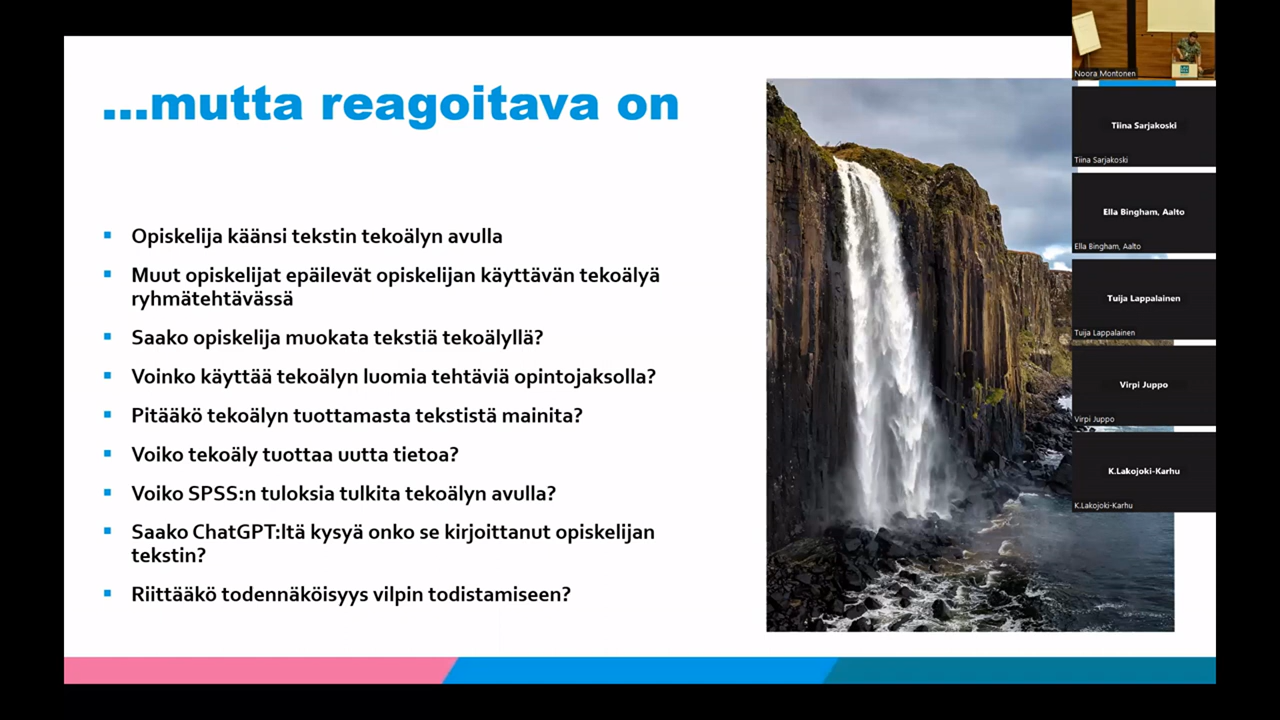 ...mutta reagoitava on
Opiskelija käänsi tekstin tekoälyn avulla
Muut opiskelijat epäilevät opiskelijan käyttävän tekoälyä
ryhmätehtävässä
Saako opiskelija muokata tekstiä tekoälyllä?
Voinko käyttää tekoälyn luomia tehtäviä opintojaksolla?
Pitääkö tekoälyn tuottamasta tekstistä mainita?
Voiko tekoäly tuottaa uutta tietoa?
Voiko SPSS:n tuloksia tulkita tekoälyn avulla?
Saako ChatGPT:ltä kysyä onko se kirjoittanut opiskelijan
tekstin?
Riittääkö todennäköisyys vilpin todistamiseen?
Noora Montonen
Tiina Sarjakoski
Tiina Sarjakoski
Ella Bingham, Aalto
Ella Bingham, Aalto
Tuija Lappalainen
Tuija Lappalainen
Virpi Juppo
Virpi Juppo
K.Lakojoki-Karhu
K.Lakojoki-Karhu